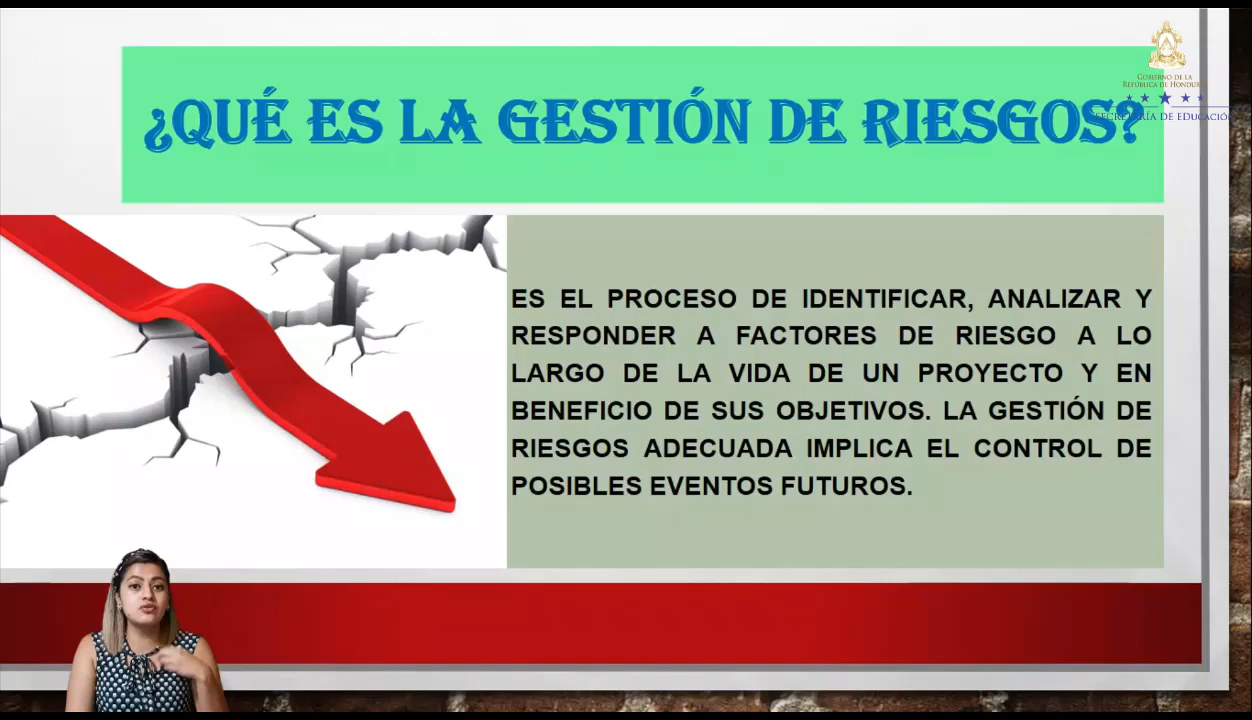 GOBIERNO DE LA
REPÚBLICA DE HONDURAS
¿QUÉ ES LA GESTIÓN DE RIESGOS?
SECRETARÍA DE EDUCACIÓN
ES EL PROCESO DE IDENTIFICAR, ANALIZAR Y
RESPONDER A FACTORES DE RIESGO A LO
LARGO DE LA VIDA DE UN PROYECTO Y EN
BENEFICIO DE SUS OBJETIVOS. LA GESTIÓN DE
RIESGOS ADECUADA IMPLICA EL CONTROL DE
POSIBLES EVENTOS FUTUROS.